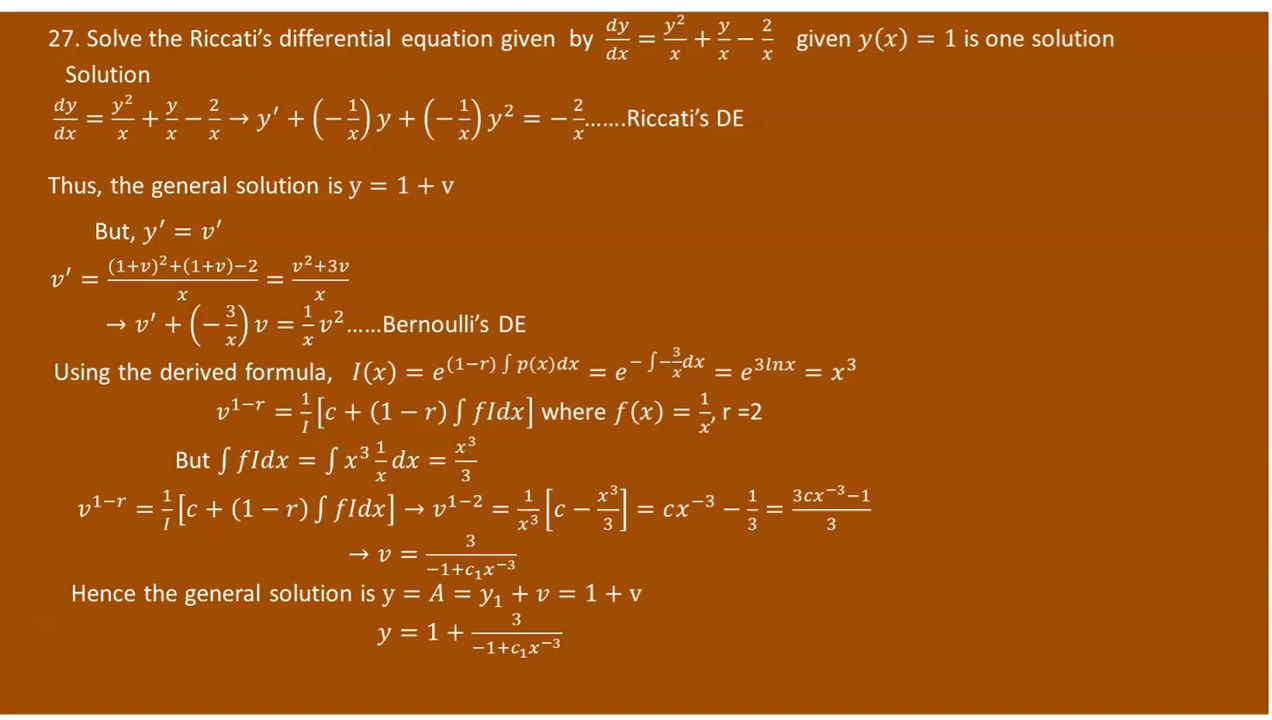 27. Solve the Riccati's differential equation given by dy/dx = y²/x + y/x − 2/x given y(x) = 1 is one solution
Solution
dy/dx = y²/x + y/x − 2/x → y′ + (−1/x)y + (−1/x)y² = −2/x.......Riccati's DE
Thus, the general solution is y = 1 + v
But, y′ = v′
v′ = ((1+v)²+(1+v)−2)/x = (v²+3v)/x
→ v′ + (−3/x)v = 1/x v²......Bernoulli's DE
Using the derived formula, I(x) = e^((1−r)∫p(x)dx) = e^(−∫−3/x dx) = e^(3lnx) = x³
v^(1−r) = 1/I [c + (1 − r)∫fIdx] where f(x) = 1/x, r =2
But ∫fIdx = ∫x³ 1/x dx = x³/3
v^(1−r) = 1/I [c + (1 − r)∫fIdx] → v^(1−2) = 1/x³ [c − x³/3] = cx⁻³ − 1/3 = (3cx⁻³−1)/3
→ v = 3/(−1+c₁x⁻³)
Hence the general solution is y = A = y₁ + v = 1 + v
y = 1 + 3/(−1+c₁x⁻³)